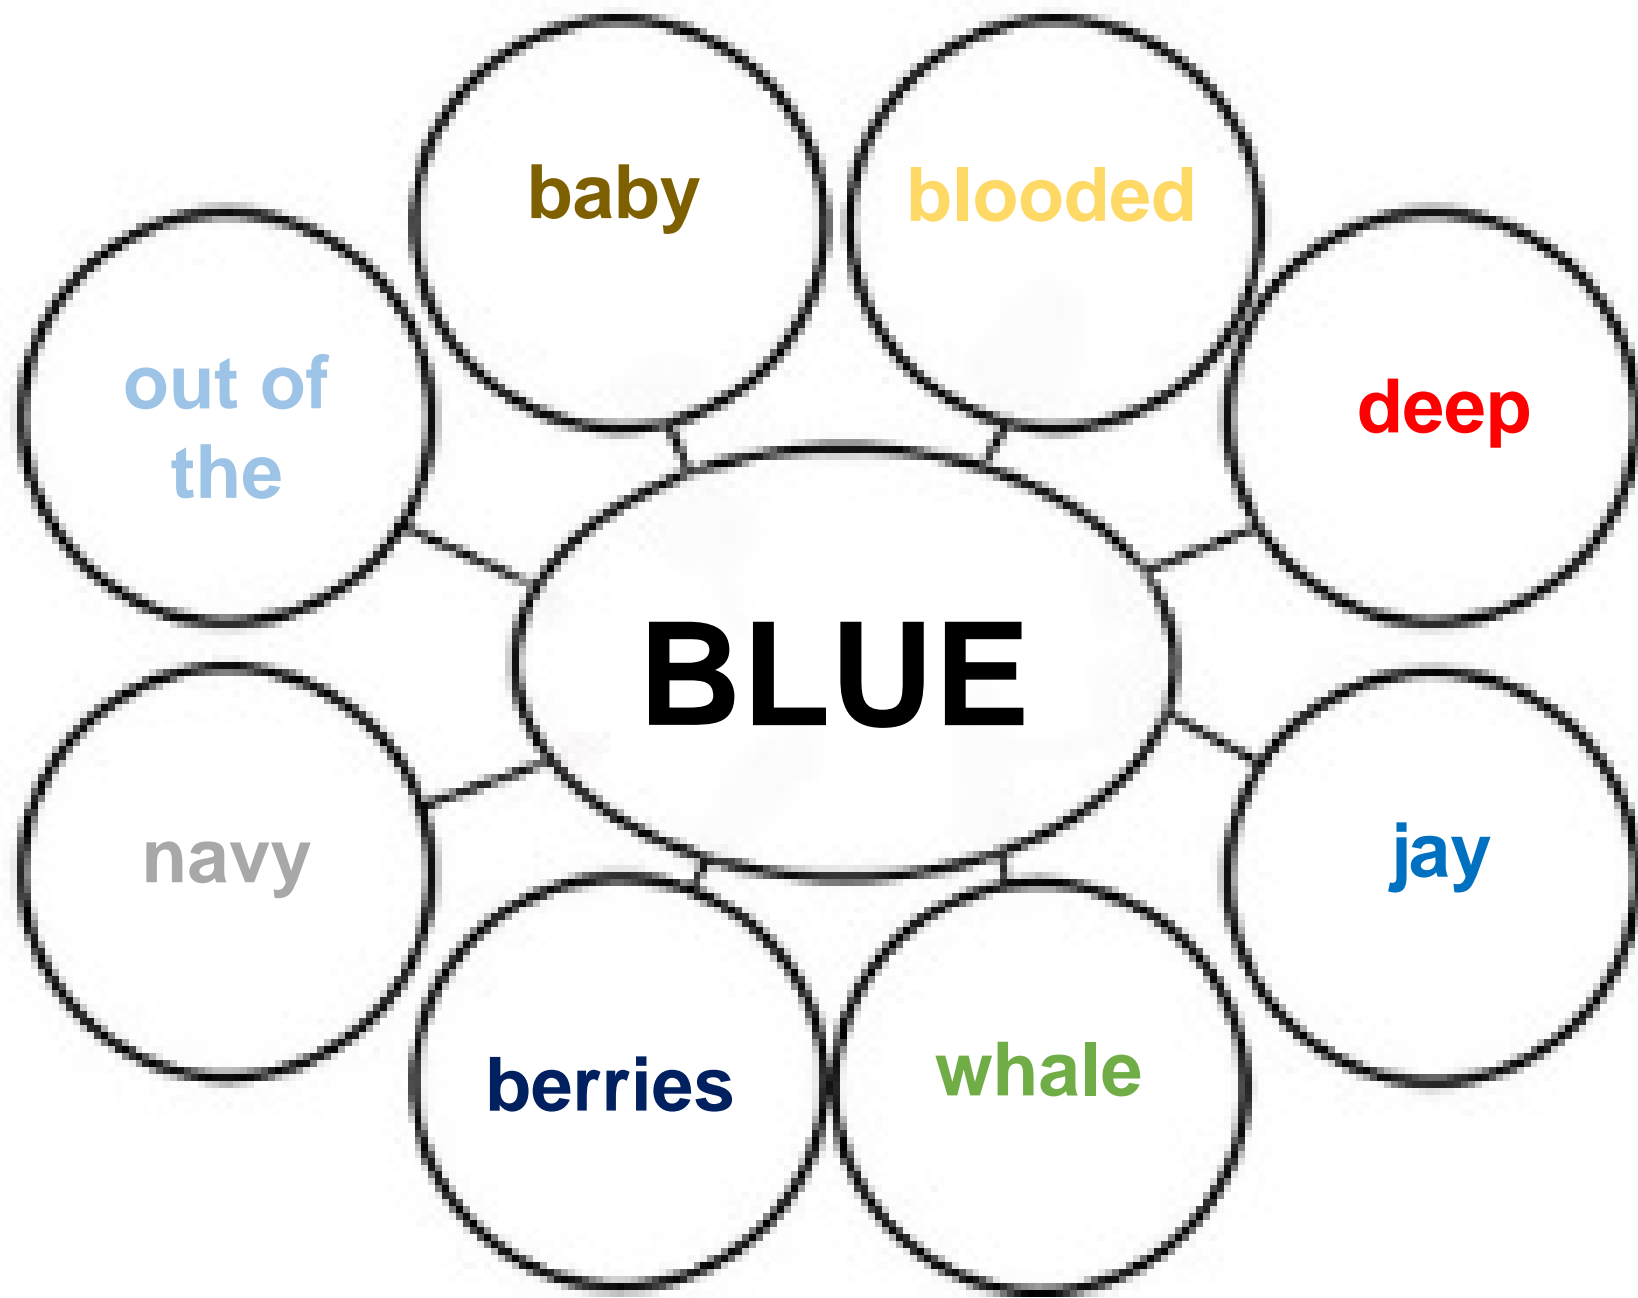 baby
blooded
out of
the
deep
BLUE
navy
jay
berries
whale